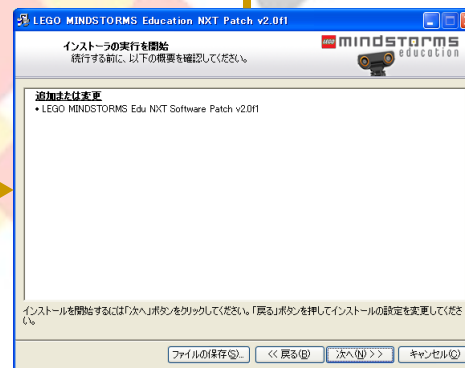 LEGO MINDSTORMS Education NXT Patch v2.0f1
インストーラの実行を開始
続行する前に、以下の概要を確認してください。
LEGO mindstorms
education
追加または変更
• LEGO MINDSTORMS Edu NXT Software Patch v2.0f1
インストールを開始するには「次へ」ボタンをクリックしてください。「戻る」ボタンを押してインストールの設定を変更してくださ
い。
ファイルの保存(S)... << 戻る(B) 次へ(N) >> キャンセル(C)